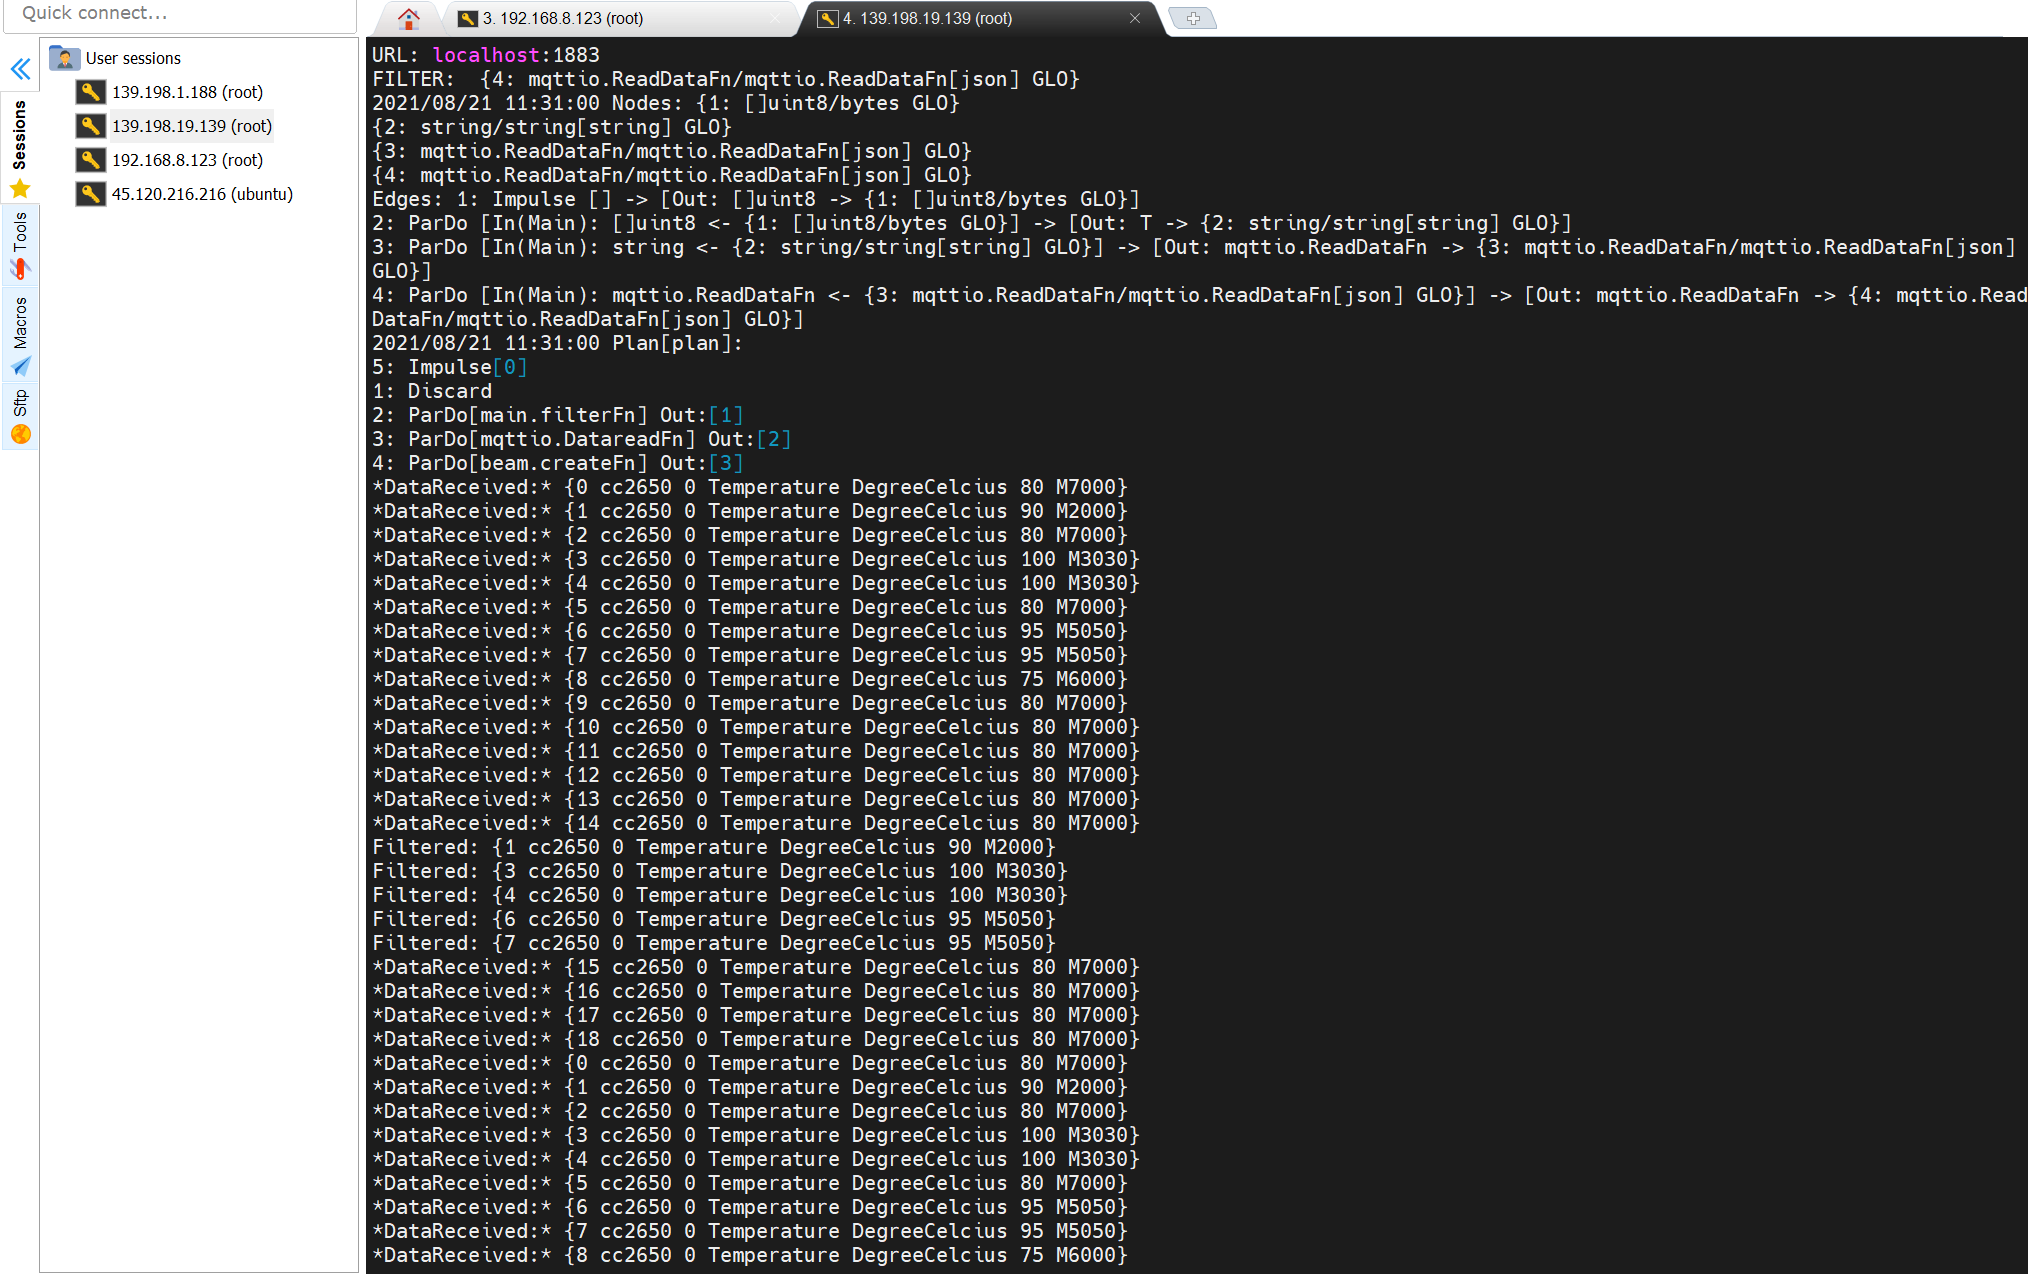 Quick connect...
3. 192.168.8.123 (root)
4. 139.198.19.139 (root)
User sessions
139.198.1.188 (root)
139.198.19.139 (root)
192.168.8.123 (root)
45.120.216.216 (ubuntu)
Sessions
Tools
Macros
Sftp
URL: localhost:1883
FILTER:  {4: mqttio.ReadDataFn/mqttio.ReadDataFn[json] GLO}
2021/08/21 11:31:00 Nodes: {1: []uint8/bytes GLO}
{2: string/string[string] GLO}
{3: mqttio.ReadDataFn/mqttio.ReadDataFn[json] GLO}
{4: mqttio.ReadDataFn/mqttio.ReadDataFn[json] GLO}
Edges: 1: Impulse [] -> [Out: []uint8 -> {1: []uint8/bytes GLO}]
2: ParDo [In(Main): []uint8 <- {1: []uint8/bytes GLO}] -> [Out: T -> {2: string/string[string] GLO}]
3: ParDo [In(Main): string <- {2: string/string[string] GLO}] -> [Out: mqttio.ReadDataFn -> {3: mqttio.ReadDataFn/mqttio.ReadDataFn[json]
GLO}]
4: ParDo [In(Main): mqttio.ReadDataFn <- {3: mqttio.ReadDataFn/mqttio.ReadDataFn[json] GLO}] -> [Out: mqttio.ReadDataFn -> {4: mqttio.Read
DataFn/mqttio.ReadDataFn[json] GLO}]
2021/08/21 11:31:00 Plan[plan]:
5: Impulse[0]
1: Discard
2: ParDo[main.filterFn] Out:[1]
3: ParDo[mqttio.DatareadFn] Out:[2]
4: ParDo[beam.createFn] Out:[3]
*DataReceived:* {0 cc2650 0 Temperature DegreeCelcius 80 M7000}
*DataReceived:* {1 cc2650 0 Temperature DegreeCelcius 90 M2000}
*DataReceived:* {2 cc2650 0 Temperature DegreeCelcius 80 M7000}
*DataReceived:* {3 cc2650 0 Temperature DegreeCelcius 100 M3030}
*DataReceived:* {4 cc2650 0 Temperature DegreeCelcius 100 M3030}
*DataReceived:* {5 cc2650 0 Temperature DegreeCelcius 80 M7000}
*DataReceived:* {6 cc2650 0 Temperature DegreeCelcius 95 M5050}
*DataReceived:* {7 cc2650 0 Temperature DegreeCelcius 95 M5050}
*DataReceived:* {8 cc2650 0 Temperature DegreeCelcius 75 M6000}
*DataReceived:* {9 cc2650 0 Temperature DegreeCelcius 80 M7000}
*DataReceived:* {10 cc2650 0 Temperature DegreeCelcius 80 M7000}
*DataReceived:* {11 cc2650 0 Temperature DegreeCelcius 80 M7000}
*DataReceived:* {12 cc2650 0 Temperature DegreeCelcius 80 M7000}
*DataReceived:* {13 cc2650 0 Temperature DegreeCelcius 80 M7000}
*DataReceived:* {14 cc2650 0 Temperature DegreeCelcius 80 M7000}
Filtered: {1 cc2650 0 Temperature DegreeCelcius 90 M2000}
Filtered: {3 cc2650 0 Temperature DegreeCelcius 100 M3030}
Filtered: {4 cc2650 0 Temperature DegreeCelcius 100 M3030}
Filtered: {6 cc2650 0 Temperature DegreeCelcius 95 M5050}
Filtered: {7 cc2650 0 Temperature DegreeCelcius 95 M5050}
*DataReceived:* {15 cc2650 0 Temperature DegreeCelcius 80 M7000}
*DataReceived:* {16 cc2650 0 Temperature DegreeCelcius 80 M7000}
*DataReceived:* {17 cc2650 0 Temperature DegreeCelcius 80 M7000}
*DataReceived:* {18 cc2650 0 Temperature DegreeCelcius 80 M7000}
*DataReceived:* {0 cc2650 0 Temperature DegreeCelcius 80 M7000}
*DataReceived:* {1 cc2650 0 Temperature DegreeCelcius 90 M2000}
*DataReceived:* {2 cc2650 0 Temperature DegreeCelcius 80 M7000}
*DataReceived:* {3 cc2650 0 Temperature DegreeCelcius 100 M3030}
*DataReceived:* {4 cc2650 0 Temperature DegreeCelcius 100 M3030}
*DataReceived:* {5 cc2650 0 Temperature DegreeCelcius 80 M7000}
*DataReceived:* {6 cc2650 0 Temperature DegreeCelcius 95 M5050}
*DataReceived:* {7 cc2650 0 Temperature DegreeCelcius 95 M5050}
*DataReceived:* {8 cc2650 0 Temperature DegreeCelcius 75 M6000}